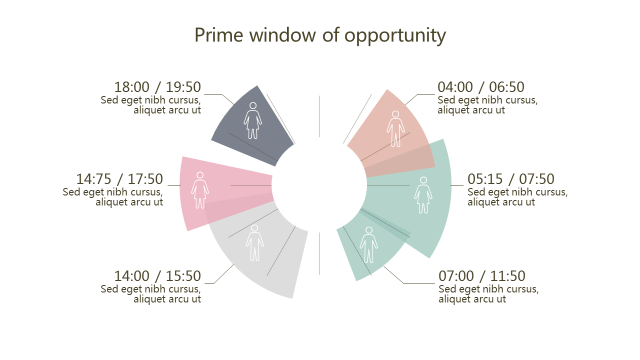 Prime window of opportunity
18:00 / 19:50
Sed eget nibh cursus,
aliquet arcu ut
04:00 / 06:50
Sed eget nibh cursus,
aliquet arcu ut
14:75 / 17:50
Sed eget nibh cursus,
aliquet arcu ut
05:15 / 07:50
Sed eget nibh cursus,
aliquet arcu ut
14:00 / 15:50
Sed eget nibh cursus,
aliquet arcu ut
07:00 / 11:50
Sed eget nibh cursus,
aliquet arcu ut